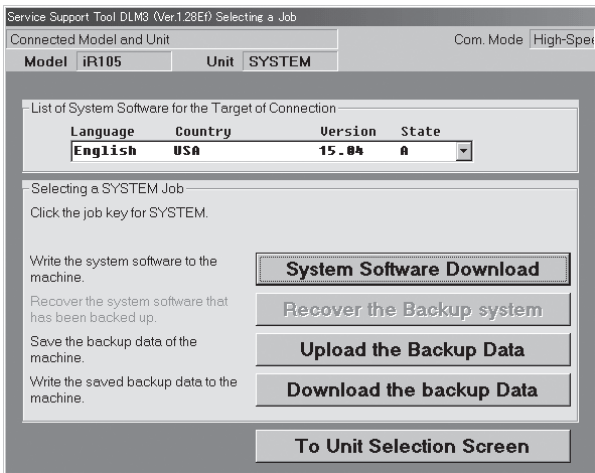 Service Support Tool DLM3 (Ver.1.28Ef) Selecting a Job
Connected Model and Unit
Com. Mode High-Spee
Model iR105 Unit SYSTEM
List of System Software for the Target of Connection
Language Country Version State
English USA 15.04 A
Selecting a SYSTEM Job
Click the job key for SYSTEM.
Write the system software to the
machine.
System Software Download
Recover the system software that
has been backed up.
Recover the Backup system
Save the backup data of the
machine.
Upload the Backup Data
Write the saved backup data to the
machine.
Download the backup Data
To Unit Selection Screen